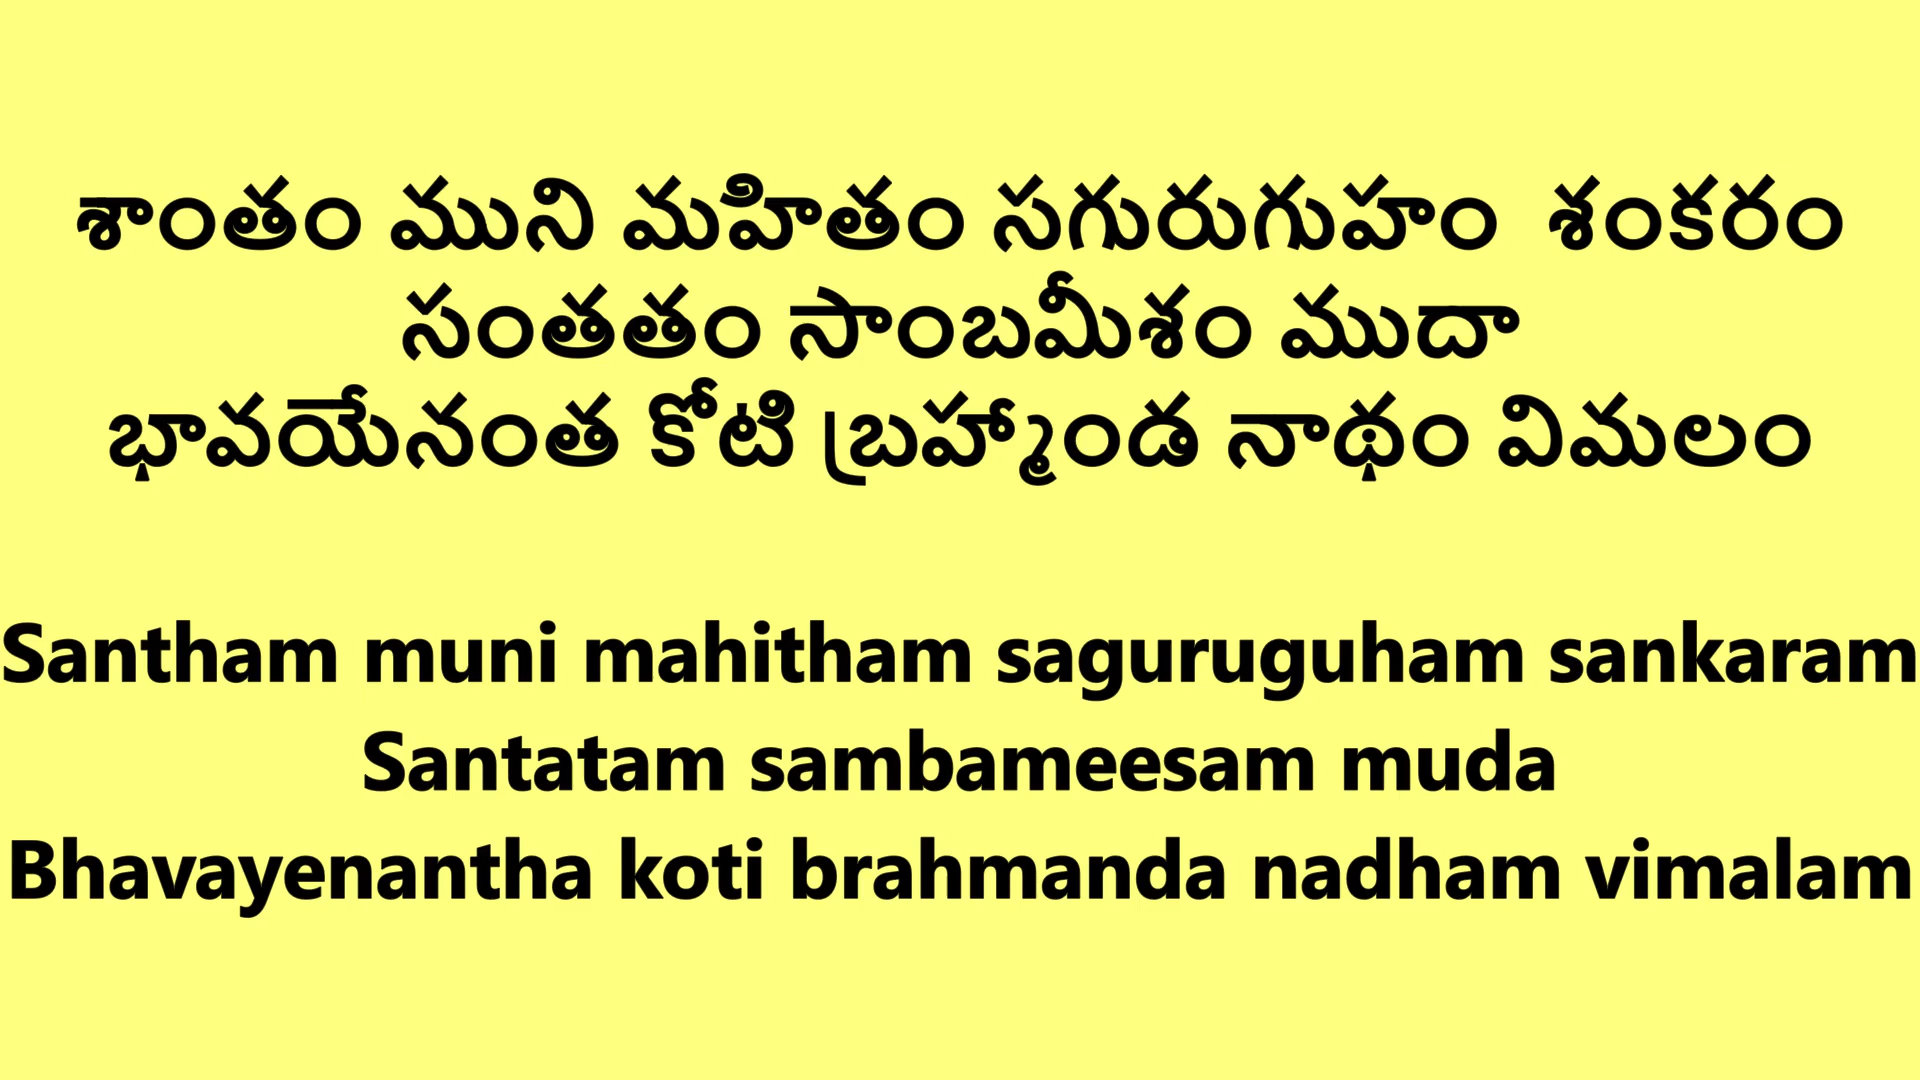 శాంతం ముని మహితం సగురుగుహం  శంకరం
సంతతం సాంబమీశం ముదా
భావయేనంత కోటి బ్రహ్మాండ నాథం విమలం
Santham muni mahitham saguruguham sankaram
Santatam sambameesam muda
Bhavayenantha koti brahmanda nadham vimalam